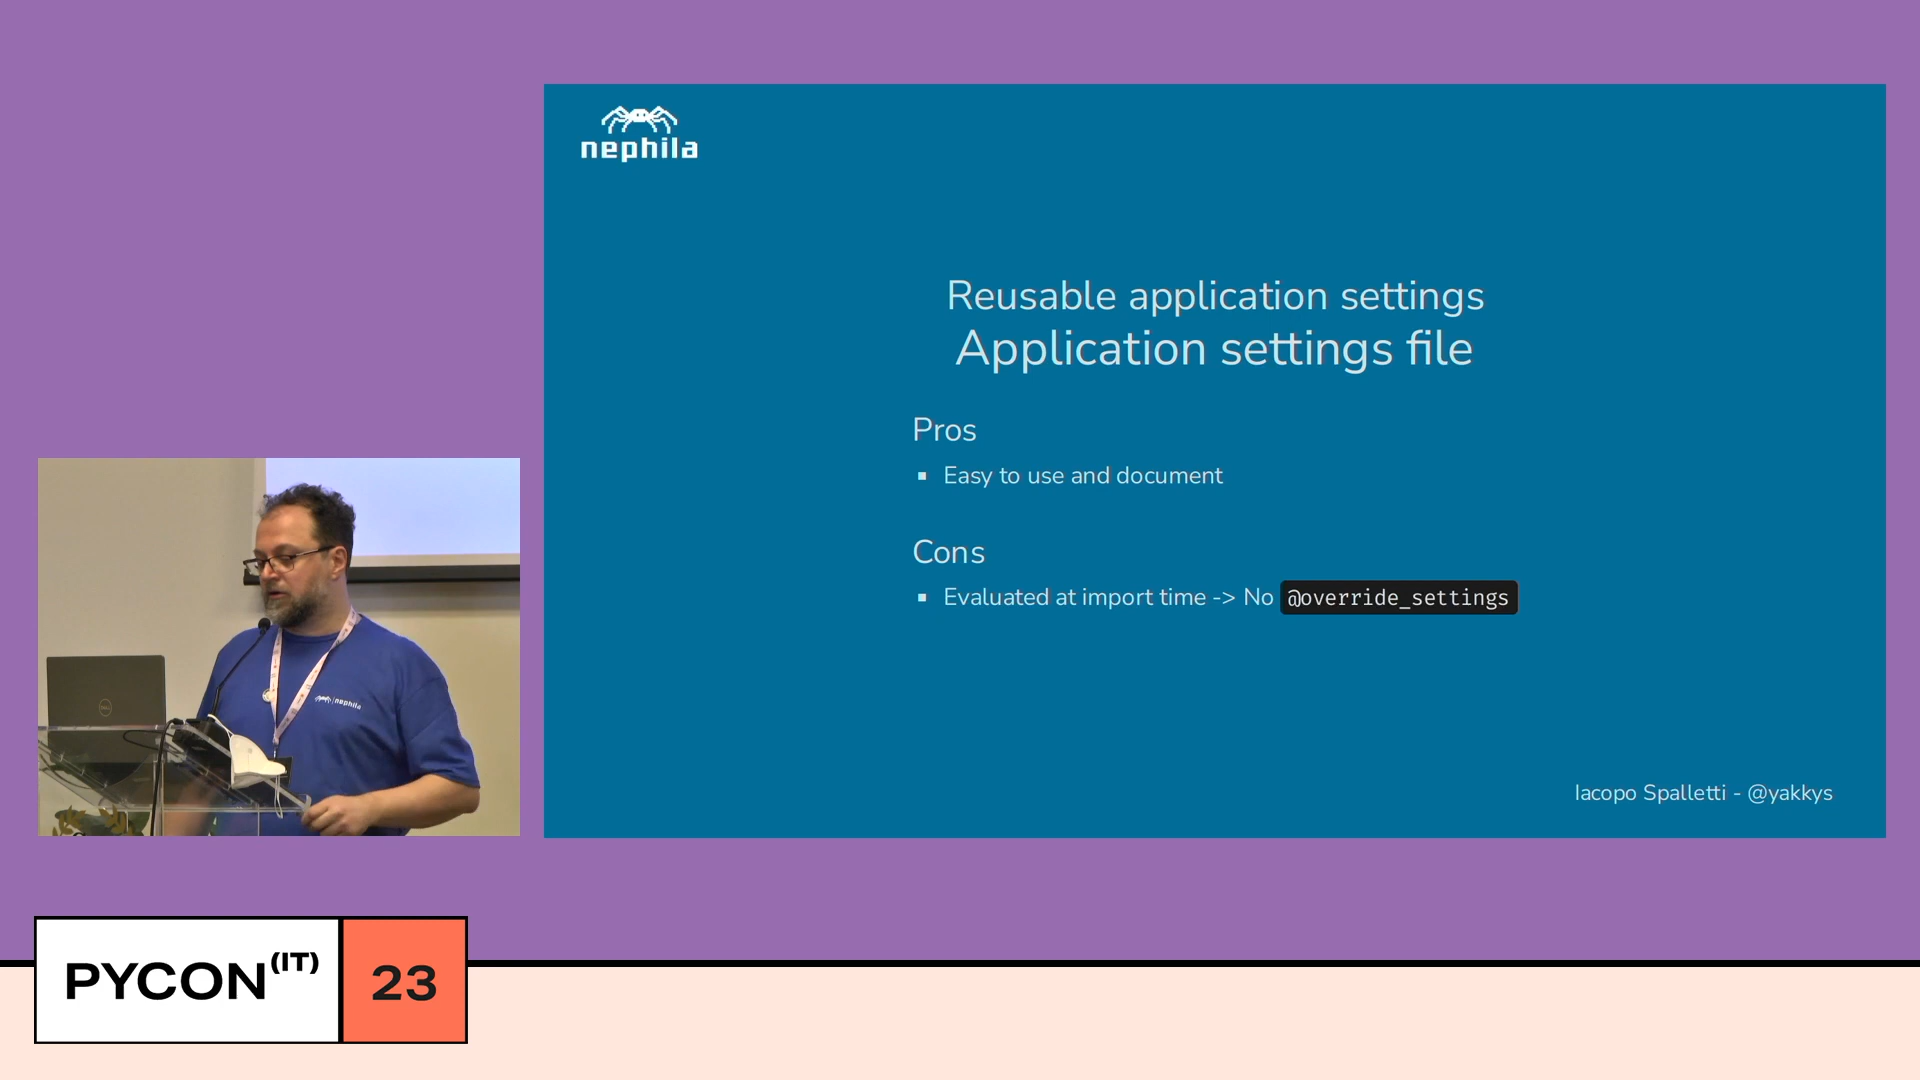 nephila
Reusable application settings
Application settings file
Pros
▪ Easy to use and document
Cons
▪ Evaluated at import time -> No @override_settings
Iacopo Spalletti - @yakkys
nephila
PYCON(IT) 23